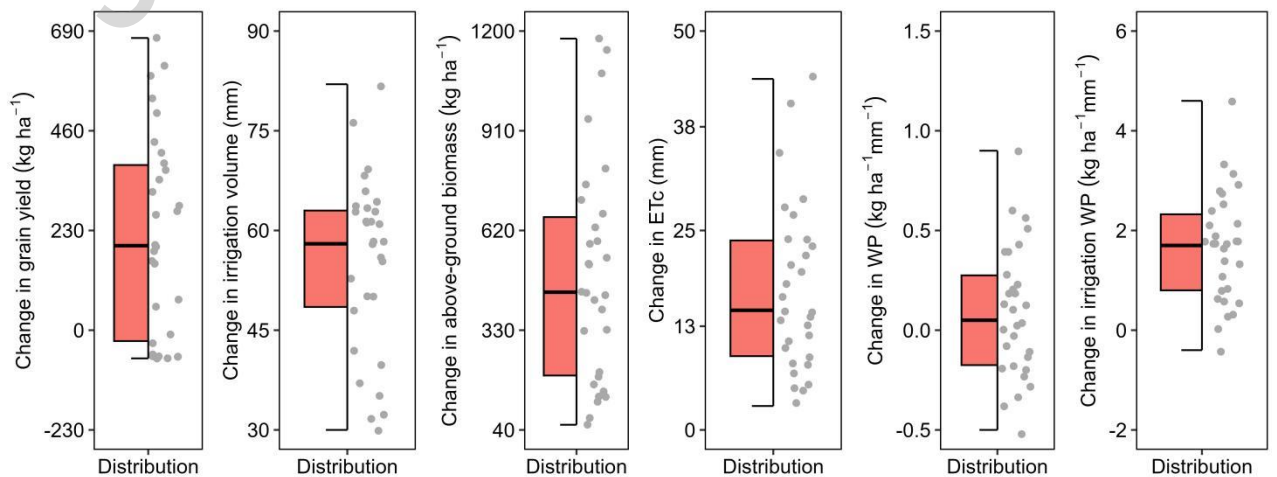 Change in grain yield (kg ha⁻¹)
690
460
230
0
-230
Distribution
Change in irrigation volume (mm)
90
75
60
45
30
Distribution
Change in above-ground biomass (kg ha⁻¹)
1200
910
620
330
40
Distribution
Change in ETc (mm)
50
38
25
13
0
Distribution
Change in WP (kg ha⁻¹mm⁻¹)
1.5
1.0
0.5
0.0
-0.5
Distribution
Change in irrigation WP (kg ha⁻¹mm⁻¹)
6
4
2
0
-2
Distribution